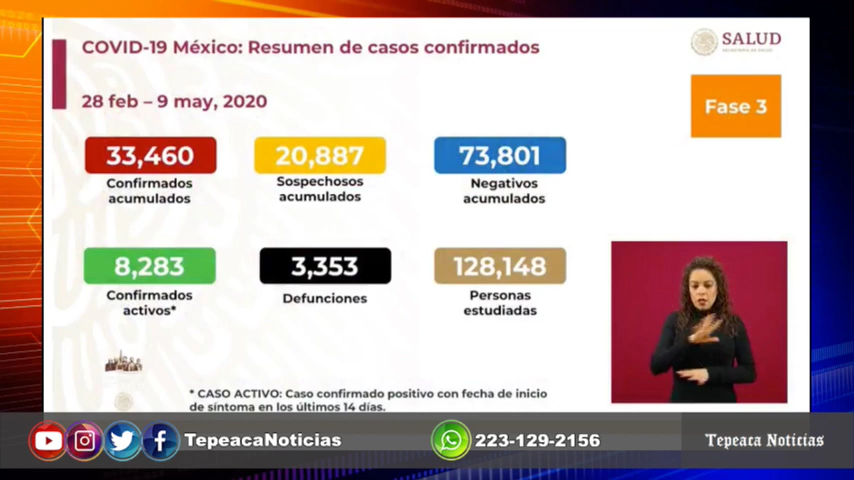 COVID-19 México: Resumen de casos confirmados
SALUD
SECRETARÍA DE SALUD
28 feb – 9 may, 2020
Fase 3
33,460
Confirmados
acumulados
20,887
Sospechosos
acumulados
73,801
Negativos
acumulados
8,283
Confirmados
activos*
3,353
Defunciones
128,148
Personas
estudiadas
* CASO ACTIVO: Caso confirmado positivo con fecha de inicio
de síntoma en los últimos 14 días.
TepeacaNoticias
223-129-2156
Tepeaca Noticias